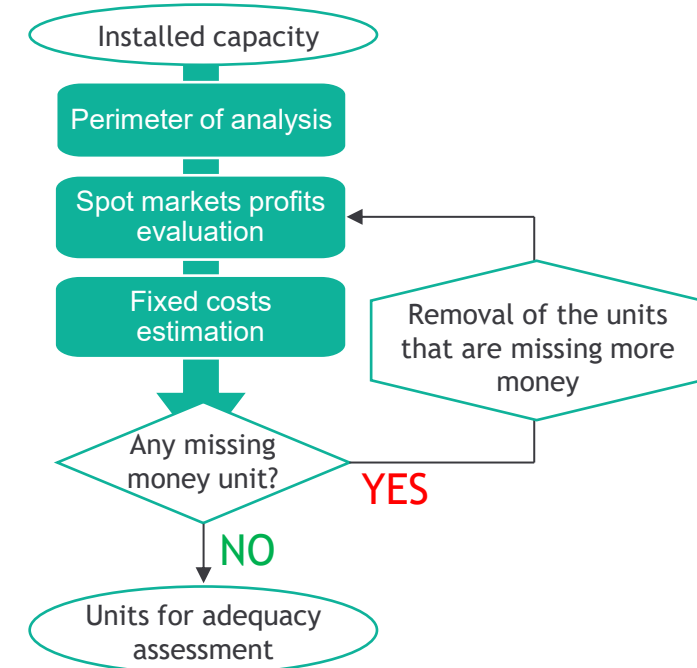 Installed capacity
Perimeter of analysis
Spot markets profits
evaluation
Fixed costs
estimation
Removal of the units
that are missing more
money
Any missing
money unit?
YES
NO
Units for adequacy
assessment